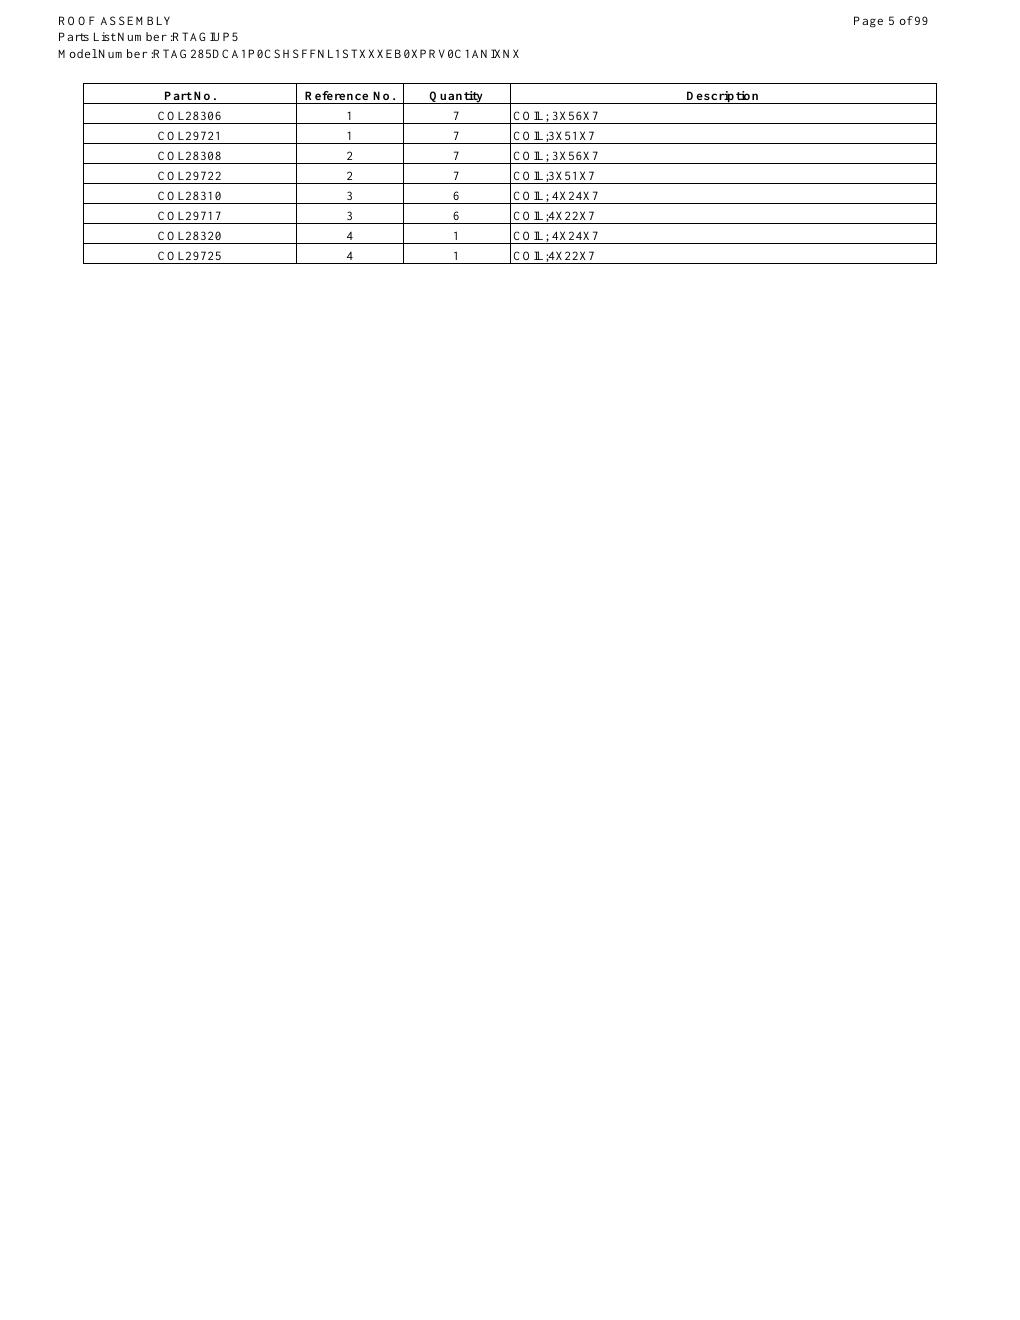 ROOF ASSEMBLY
Page 5 of 99
Parts List Number: RTAGIUP5
Model Number: RTAG285DCA1P0CSHSFFNL1STXXXEB0XPRV0C1ANIXNX
Part No. Reference No. Quantity Description
COL28306 1 7 COIL; 3X56X7
COL29721 1 7 COIL;3X51X7
COL28308 2 7 COIL; 3X56X7
COL29722 2 7 COIL;3X51X7
COL28310 3 6 COIL; 4X24X7
COL29717 3 6 COIL;4X22X7
COL28320 4 1 COIL; 4X24X7
COL29725 4 1 COIL;4X22X7